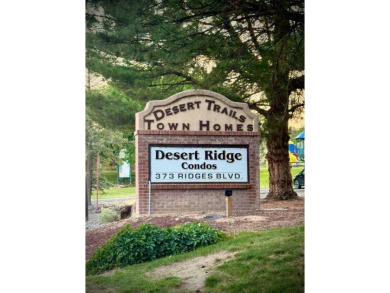 DESERT TRAILS
TOWN HOMES
Desert Ridge
Condos
373 RIDGES BLVD.